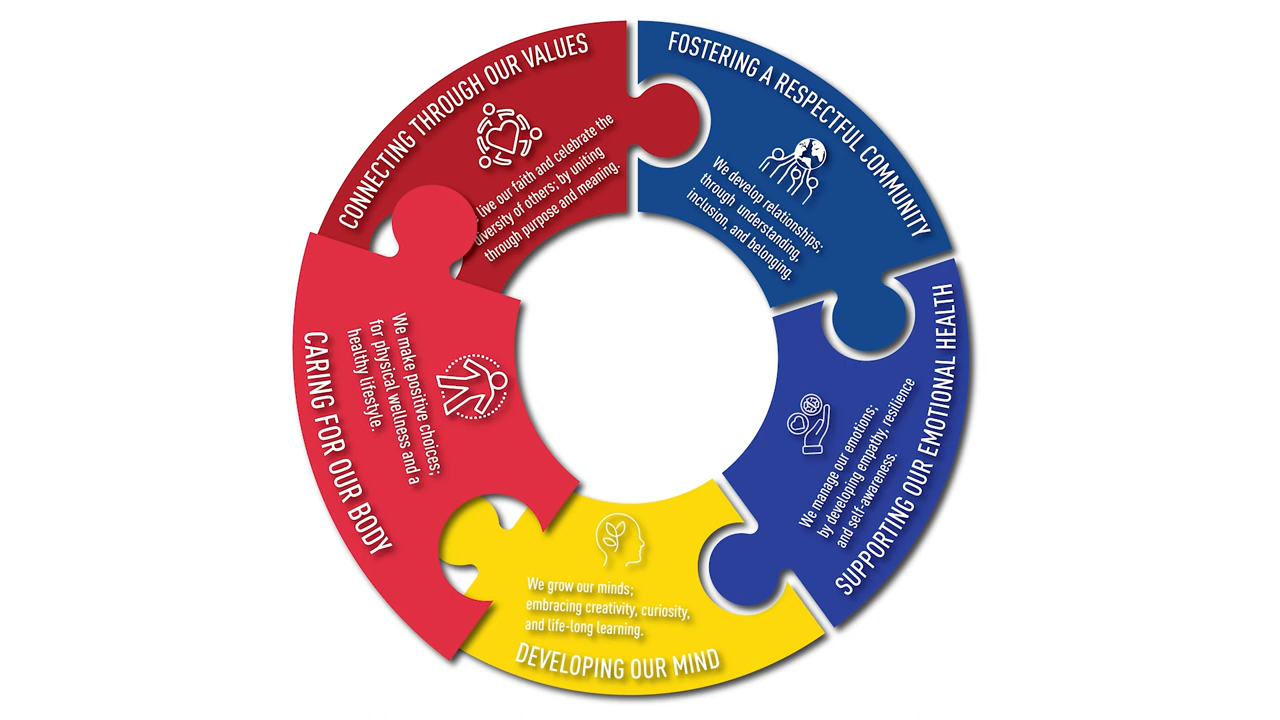 CONNECTING THROUGH OUR VALUES
live our faith and celebrate the
diversity of others; by uniting
through purpose and meaning.
FOSTERING A RESPECTFUL COMMUNITY
We develop relationships;
through understanding,
inclusion, and belonging.
SUPPORTING OUR EMOTIONAL HEALTH
We manage our emotions;
by developing empathy, resilience
and self-awareness.
DEVELOPING OUR MIND
We grow our minds;
embracing creativity, curiosity,
and life-long learning.
CARING FOR OUR BODY
We make positive choices;
for physical wellness and a
healthy lifestyle.